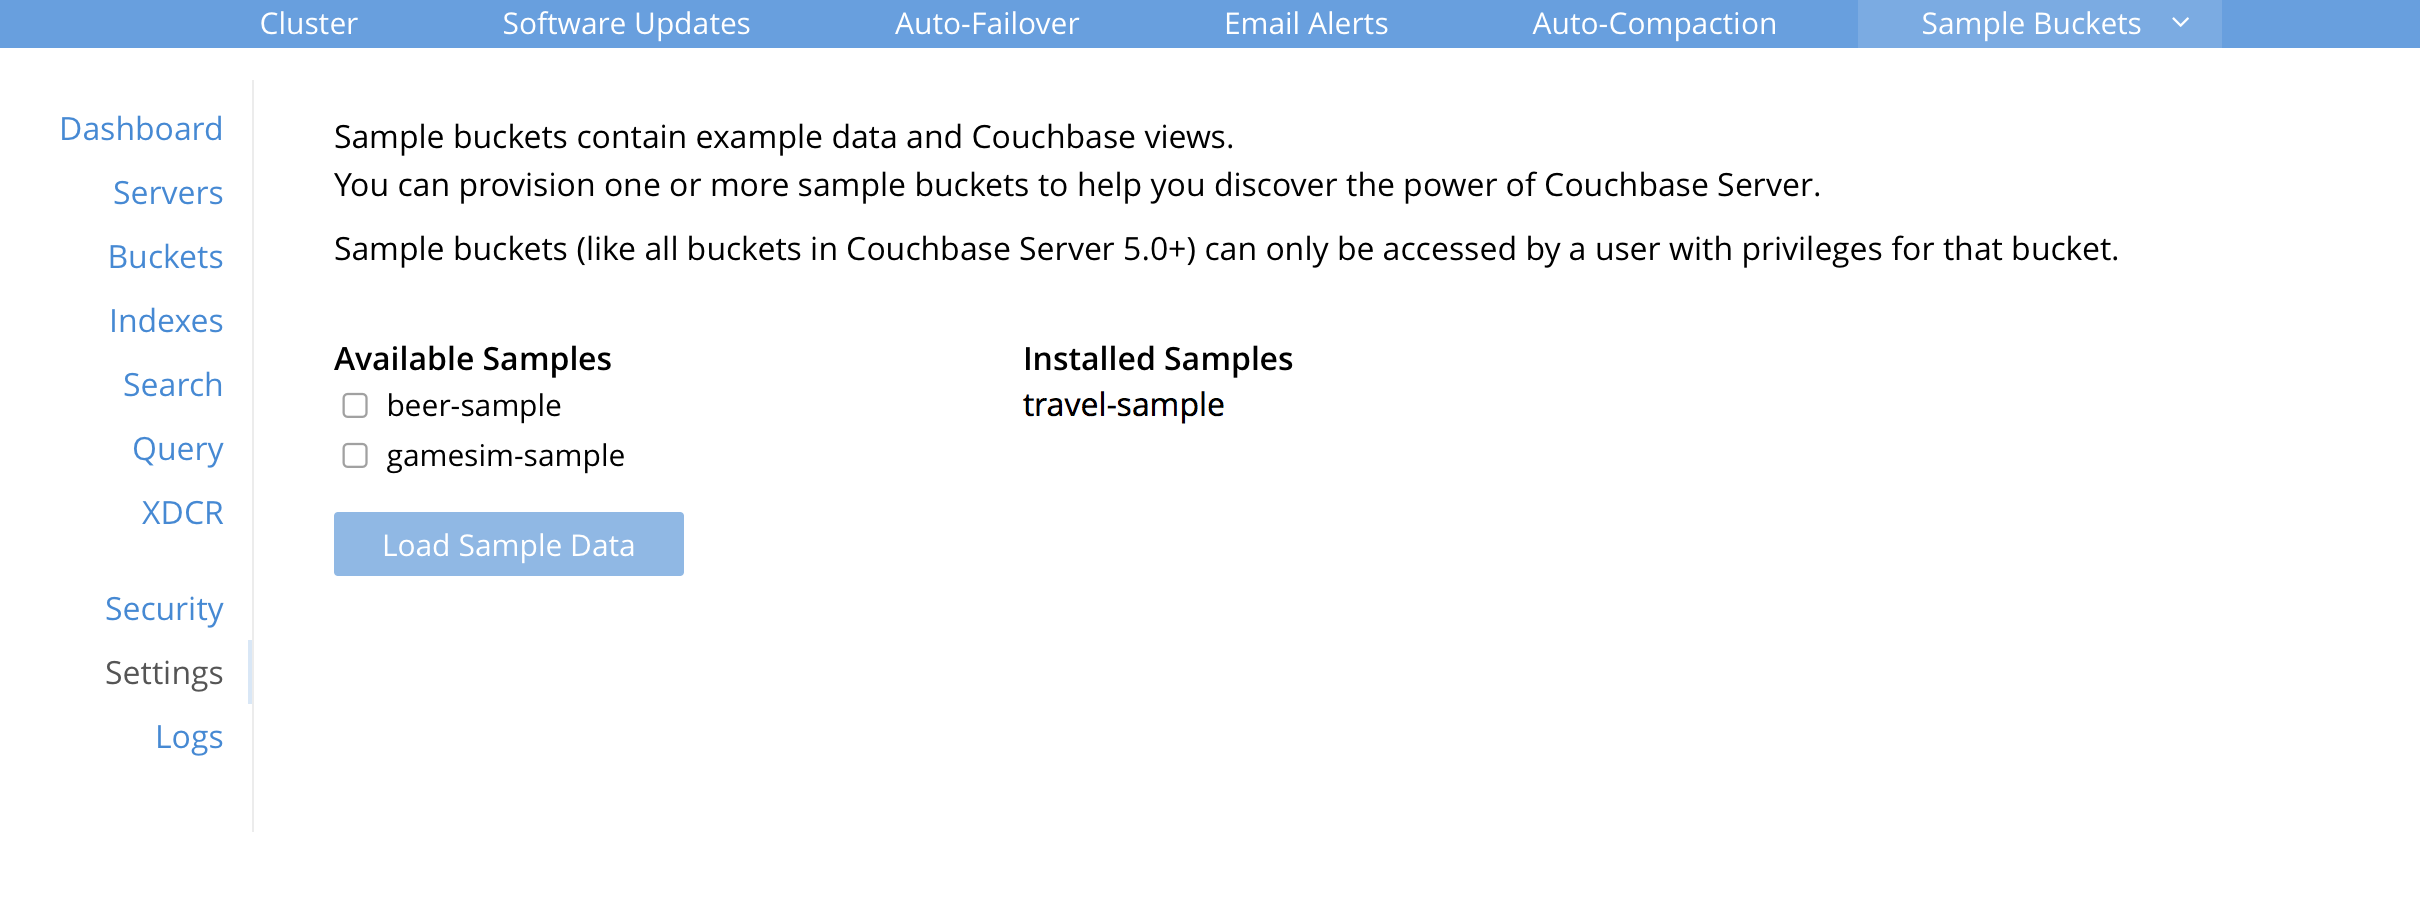 Cluster Software Updates Auto-Failover Email Alerts Auto-Compaction Sample Buckets
Dashboard
Servers
Buckets
Indexes
Search
Query
XDCR
Security
Settings
Logs
Sample buckets contain example data and Couchbase views.
You can provision one or more sample buckets to help you discover the power of Couchbase Server.
Sample buckets (like all buckets in Couchbase Server 5.0+) can only be accessed by a user with privileges for that bucket.
Available Samples
beer-sample
gamesim-sample
Load Sample Data
Installed Samples
travel-sample